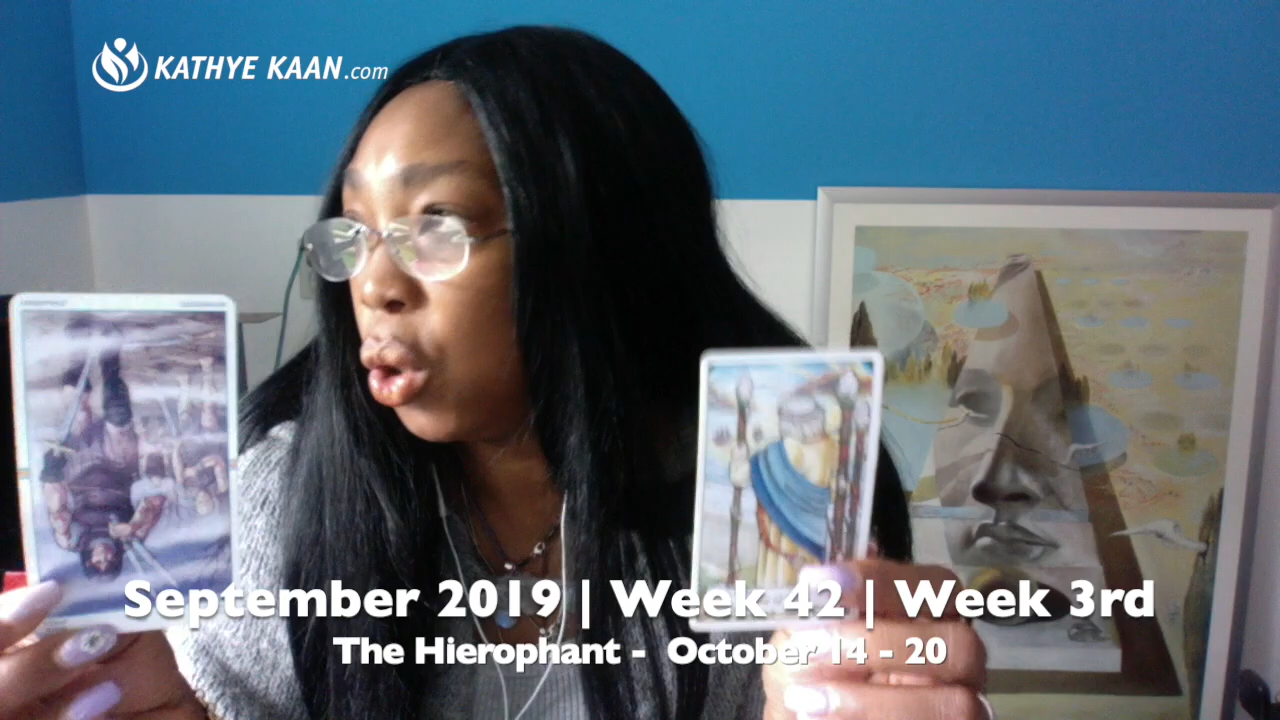 KATHYE KAAN.com
September 2019 | Week 42 | Week 3rd
The Hierophant - October 14 - 20